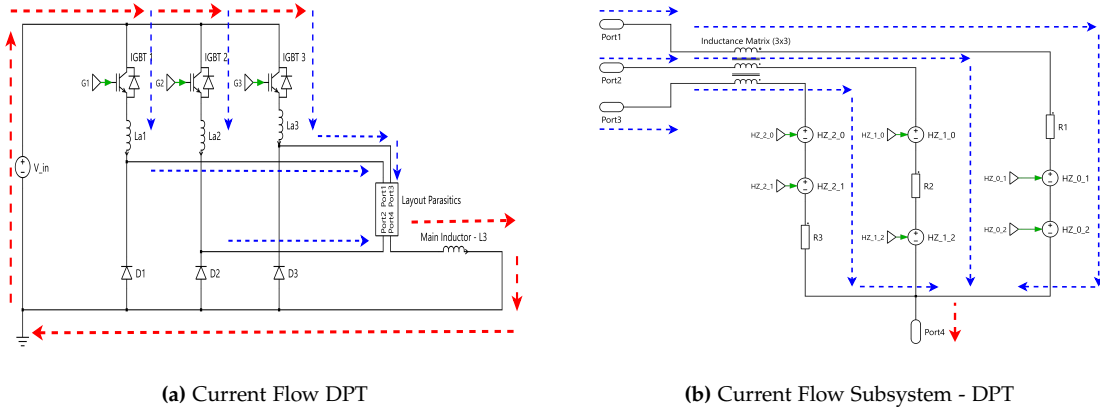 IGBT 1
IGBT 2
IGBT 3
G1
G2
G3
La1
La2
La3
V_in
Port1
Port3
Port2
Port4
Layout Parasitics
Main Inductor - L3
D1
D2
D3
(a) Current Flow DPT
Port1
Inductance Matrix (3x3)
Port2
Port3
HZ_2_0
HZ_2_0
HZ_1_0
HZ_1_0
R1
HZ_2_1
HZ_2_1
R2
HZ_0_1
HZ_0_1
R3
HZ_1_2
HZ_1_2
HZ_0_2
HZ_0_2
Port4
(b) Current Flow Subsystem - DPT